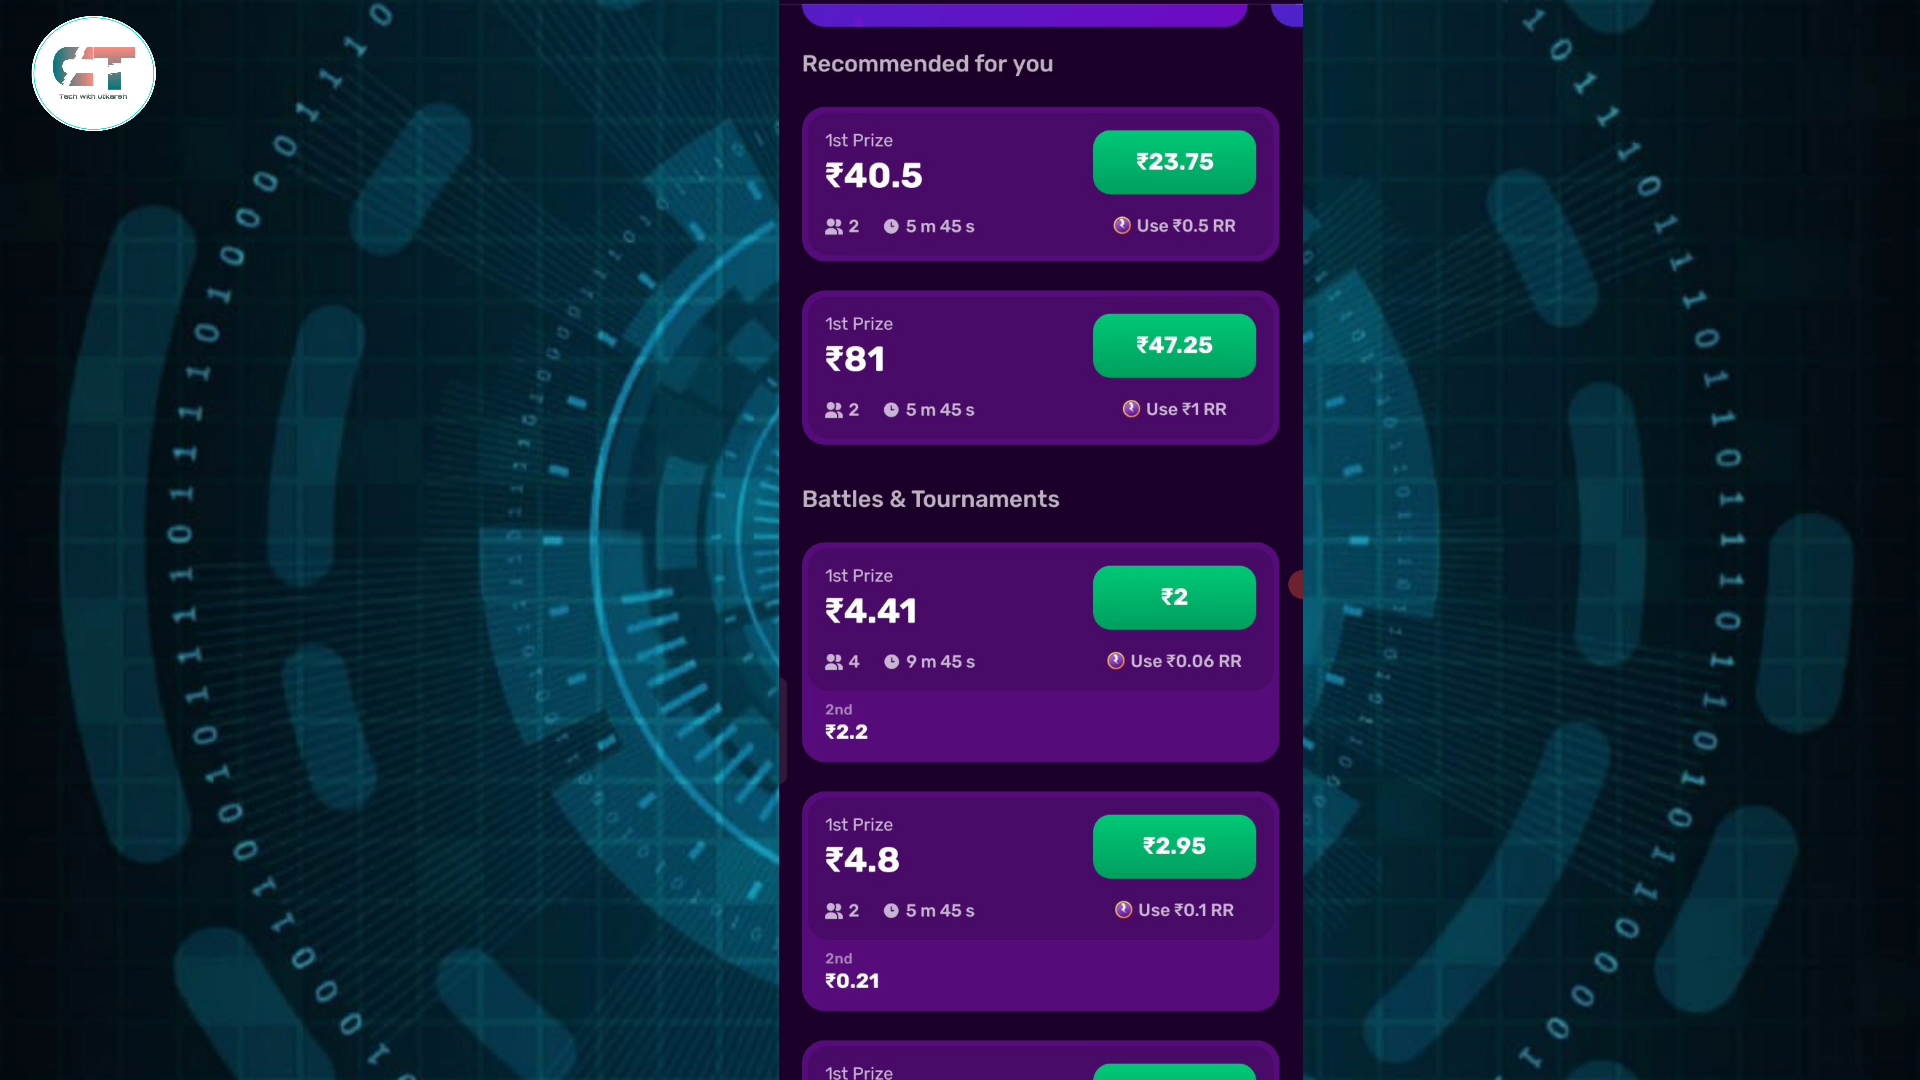 Tech with utkarsh
Recommended for you
1st Prize
₹40.5
₹23.75
2
5 m 45 s
Use ₹0.5 RR
1st Prize
₹81
₹47.25
2
5 m 45 s
Use ₹1 RR
Battles & Tournaments
1st Prize
₹4.41
₹2
4
9 m 45 s
Use ₹0.06 RR
2nd
₹2.2
1st Prize
₹4.8
₹2.95
2
5 m 45 s
Use ₹0.1 RR
2nd
₹0.21
1st Prize